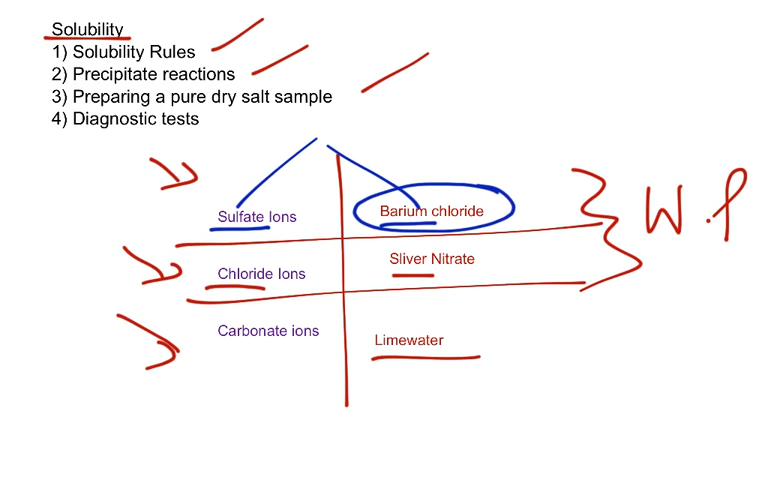 Solubility
1) Solubility Rules
2) Precipitate reactions
3) Preparing a pure dry salt sample
4) Diagnostic tests
Sulfate Ions Barium chloride
W.P
Chloride Ions Sliver Nitrate
Carbonate ions Limewater